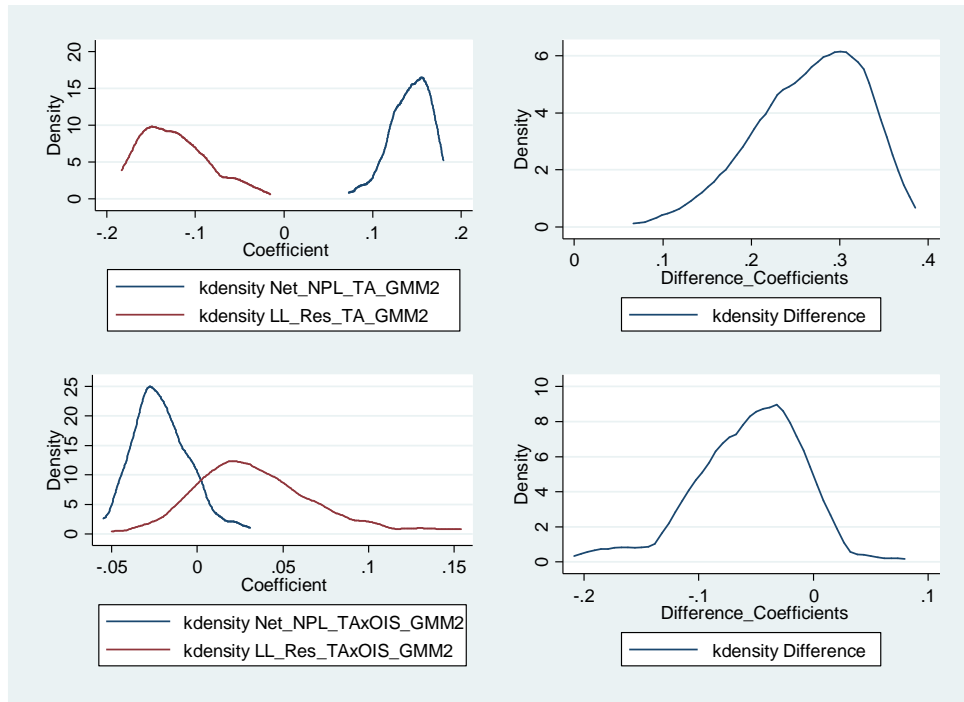 20
15
10
5
0
Density
-.2
-.1
0
.1
.2
Coefficient
kdensity Net_NPL_TA_GMM2
kdensity LL_Res_TA_GMM2
6
4
2
0
Density
0
.1
.2
.3
.4
Difference_Coefficients
kdensity Difference
25
20
15
10
5
0
Density
-.05
0
.05
.1
.15
Coefficient
kdensity Net_NPL_TAxOIS_GMM2
kdensity LL_Res_TAxOIS_GMM2
10
8
6
4
2
0
Density
-.2
-.1
0
.1
Difference_Coefficients
kdensity Difference